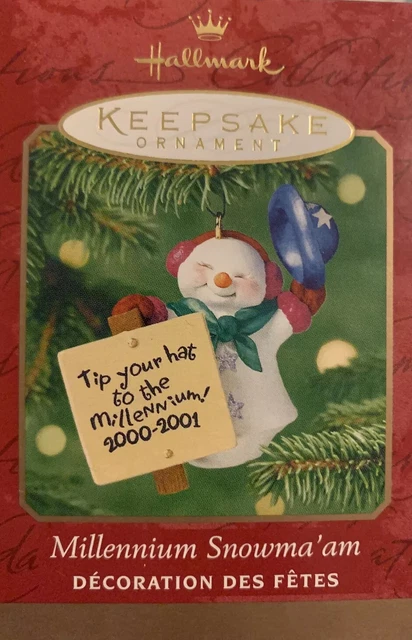 Hallmark
KEEPSAKE
ORNAMENT
Tip your hat
to the
Millennium!
2000-2001
Millennium Snowma'am
DÉCORATION DES FÊTES